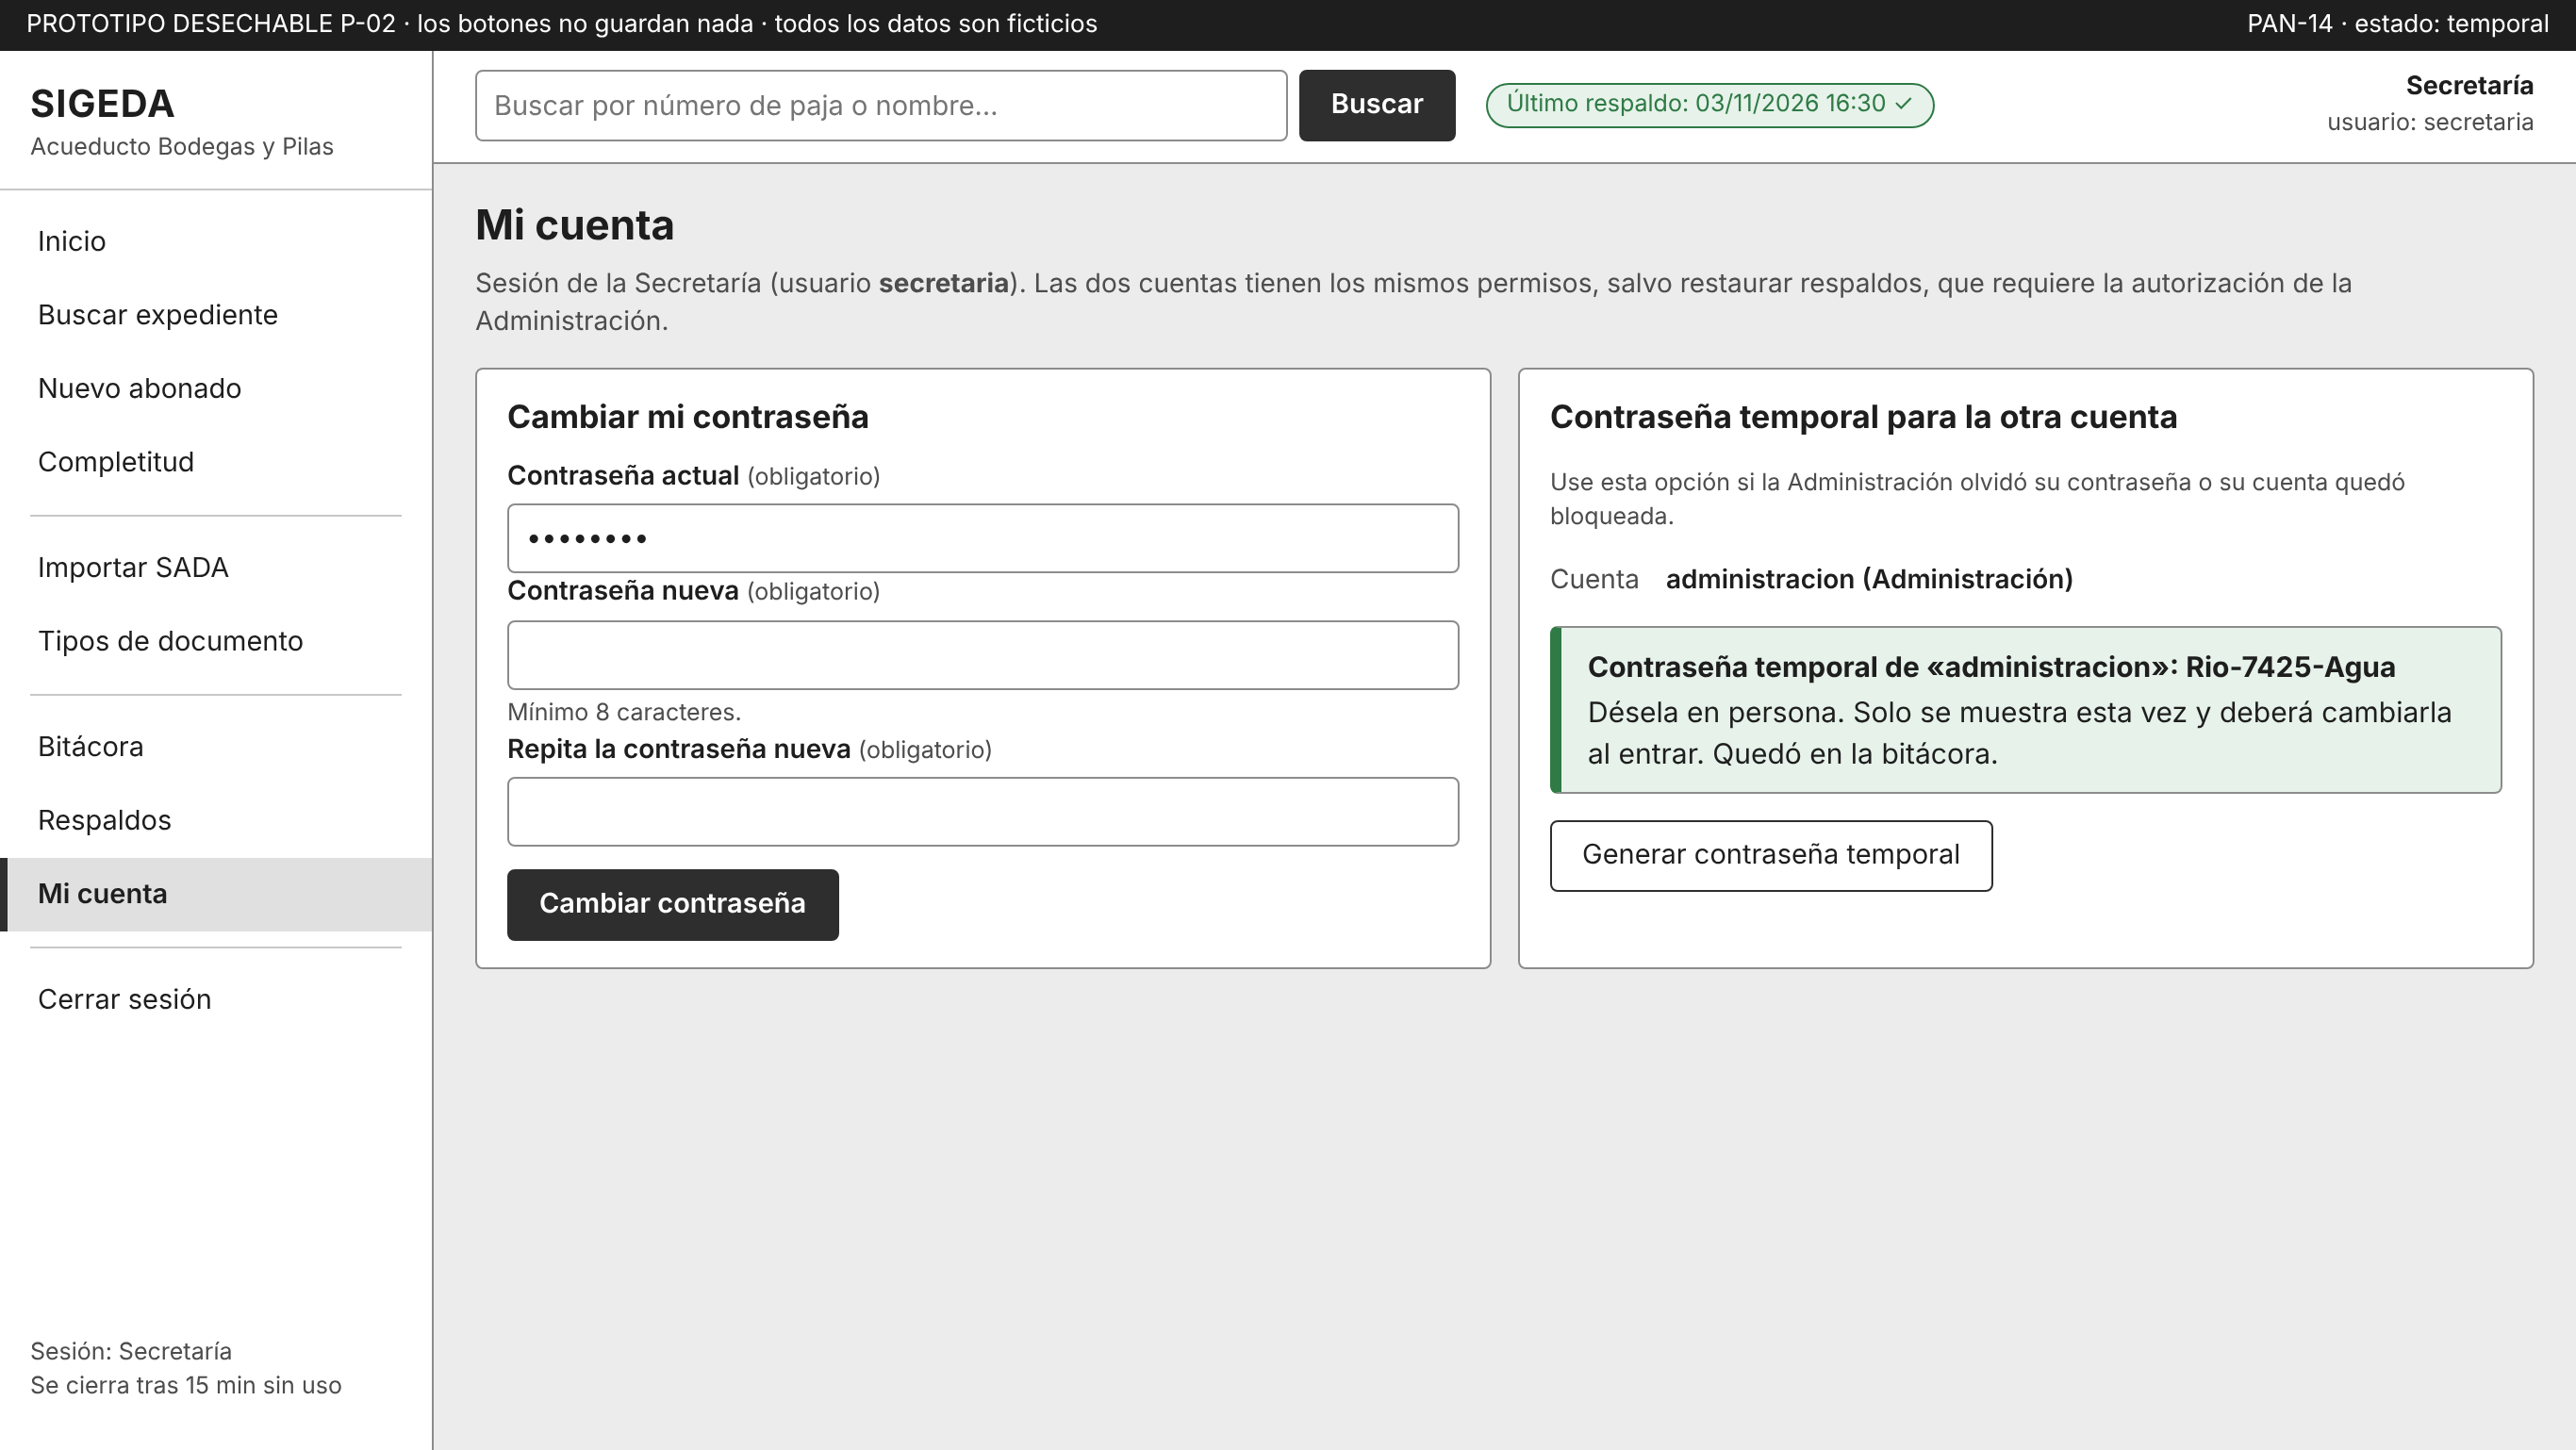 PROTOTIPO DESECHABLE P-02 · los botones no guardan nada · todos los datos son ficticios
PAN-14 · estado: temporal
SIGEDA
Acueducto Bodegas y Pilas
Inicio
Buscar expediente
Nuevo abonado
Completitud
Importar SADA
Tipos de documento
Bitácora
Respaldos
Mi cuenta
Cerrar sesión
Sesión: Secretaría
Se cierra tras 15 min sin uso
Buscar por número de paja o nombre...
Buscar
Último respaldo: 03/11/2026 16:30 ✓
Secretaría
usuario: secretaria
Mi cuenta
Sesión de la Secretaría (usuario secretaria). Las dos cuentas tienen los mismos permisos, salvo restaurar respaldos, que requiere la autorización de la
Administración.
Cambiar mi contraseña
Contraseña actual (obligatorio)
••••••••
Contraseña nueva (obligatorio)
Mínimo 8 caracteres.
Repita la contraseña nueva (obligatorio)
Cambiar contraseña
Contraseña temporal para la otra cuenta
Use esta opción si la Administración olvidó su contraseña o su cuenta quedó
bloqueada.
Cuenta administracion (Administración)
Contraseña temporal de «administracion»: Rio-7425-Agua
Désela en persona. Solo se muestra esta vez y deberá cambiarla
al entrar. Quedó en la bitácora.
Generar contraseña temporal